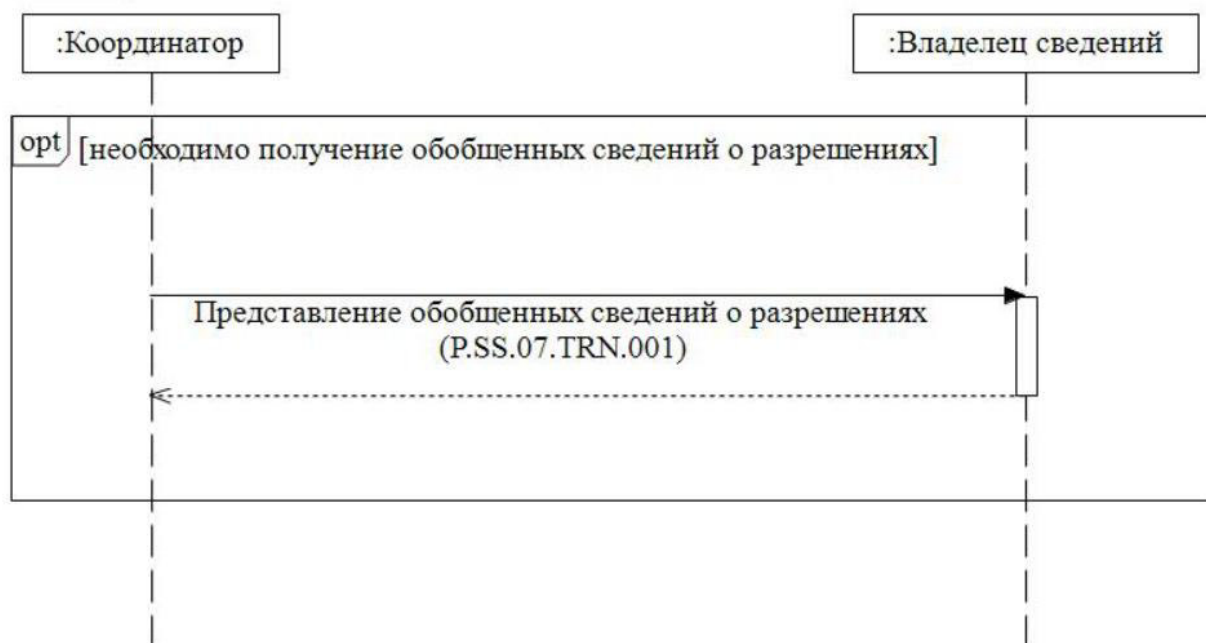 :Координатор
:Владелец сведений
opt
[необходимо получение обобщенных сведений о разрешениях]
Представление обобщенных сведений о разрешениях
(P.SS.07.TRN.001)